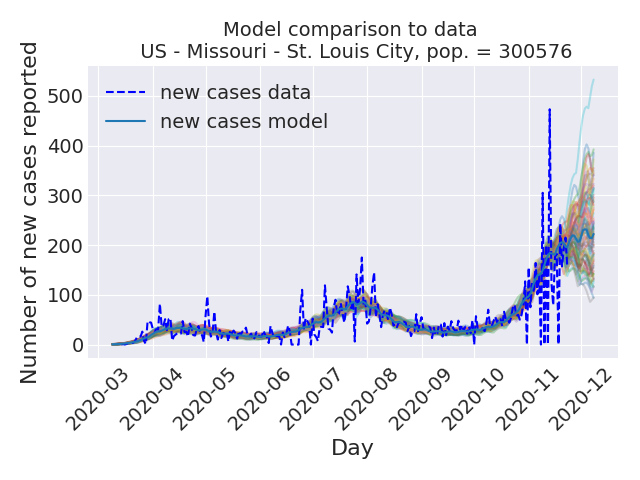 Model comparison to data
US - Missouri - St. Louis City, pop. = 300576
Number of new cases reported
500
400
300
200
100
0
new cases data
new cases model
2020-03
2020-04
2020-05
2020-06
2020-07
2020-08
2020-09
2020-10
2020-11
2020-12
Day